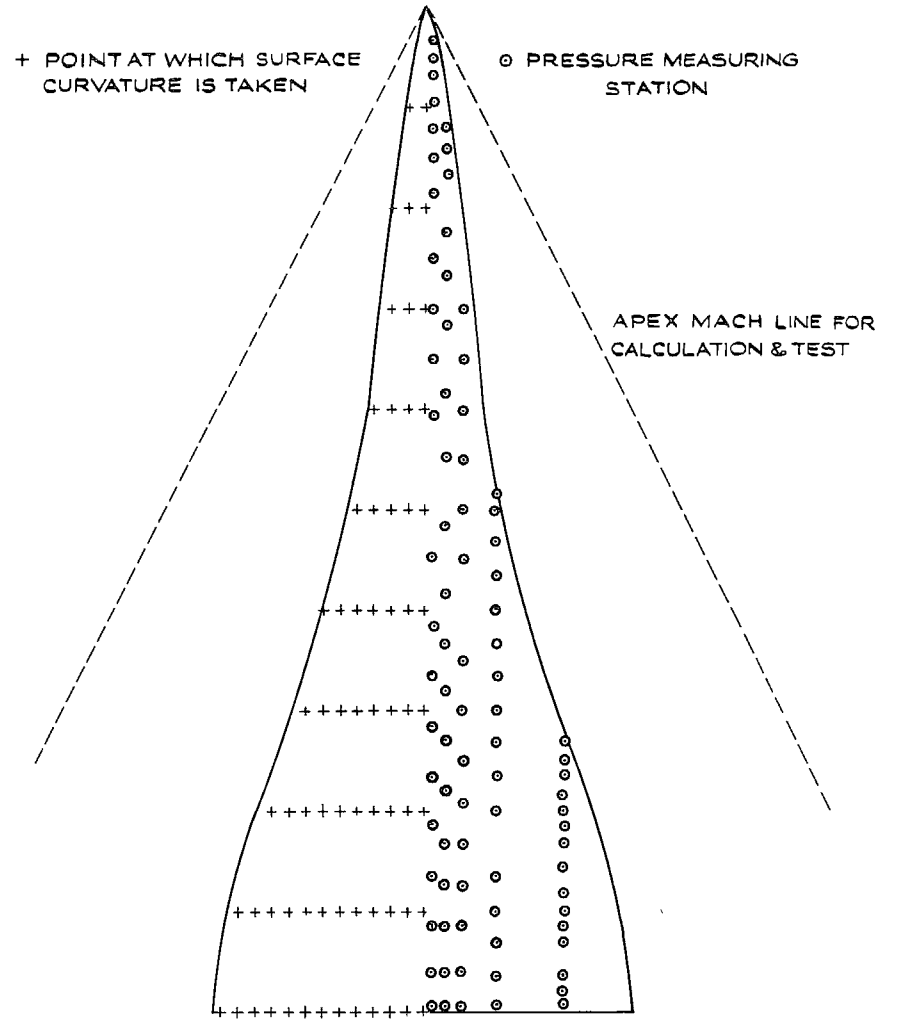 + POINT AT WHICH SURFACE
CURVATURE IS TAKEN
⊙ PRESSURE MEASURING
STATION
APEX MACH LINE FOR
CALCULATION & TEST